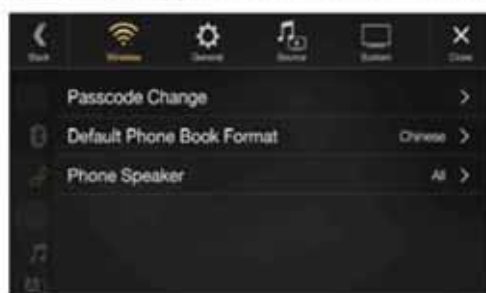 Back Wireless General Source System Close
Passcode Change
Default Phone Book Format Chinese
Phone Speaker All